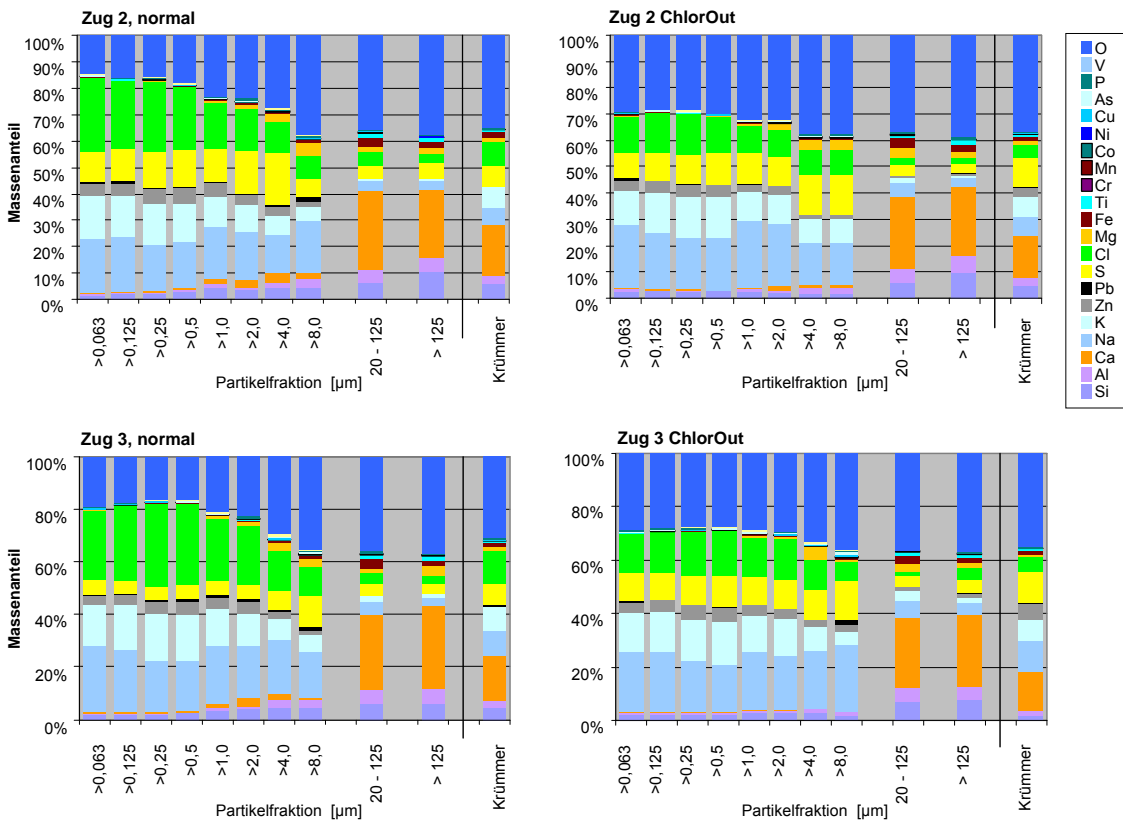 Zug 2, normal
Massenanteil
100%
90%
80%
70%
60%
50%
40%
30%
20%
10%
0%
>0,063
>0,125
>0,25
>0,5
>1,0
>2,0
>4,0
>8,0
20 - 125
> 125
Krümmer
Partikelfraktion [µm]
Zug 2 ChlorOut
100%
90%
80%
70%
60%
50%
40%
30%
20%
10%
0%
>0,063
>0,125
>0,25
>0,5
>1,0
>2,0
>4,0
>8,0
20 - 125
> 125
Krümmer
Partikelfraktion [µm]
O
V
P
As
Cu
Ni
Co
Mn
Cr
Ti
Fe
Mg
Cl
S
Pb
Zn
K
Na
Ca
Al
Si
Zug 3, normal
Massenanteil
100%
80%
60%
40%
20%
0%
>0,063
>0,125
>0,25
>0,5
>1,0
>2,0
>4,0
>8,0
20 - 125
> 125
Krümmer
Partikelfraktion [µm]
Zug 3 ChlorOut
100%
80%
60%
40%
20%
0%
>0,063
>0,125
>0,25
>0,5
>1,0
>2,0
>4,0
>8,0
20 - 125
> 125
Krümmer
Partikelfraktion [µm]